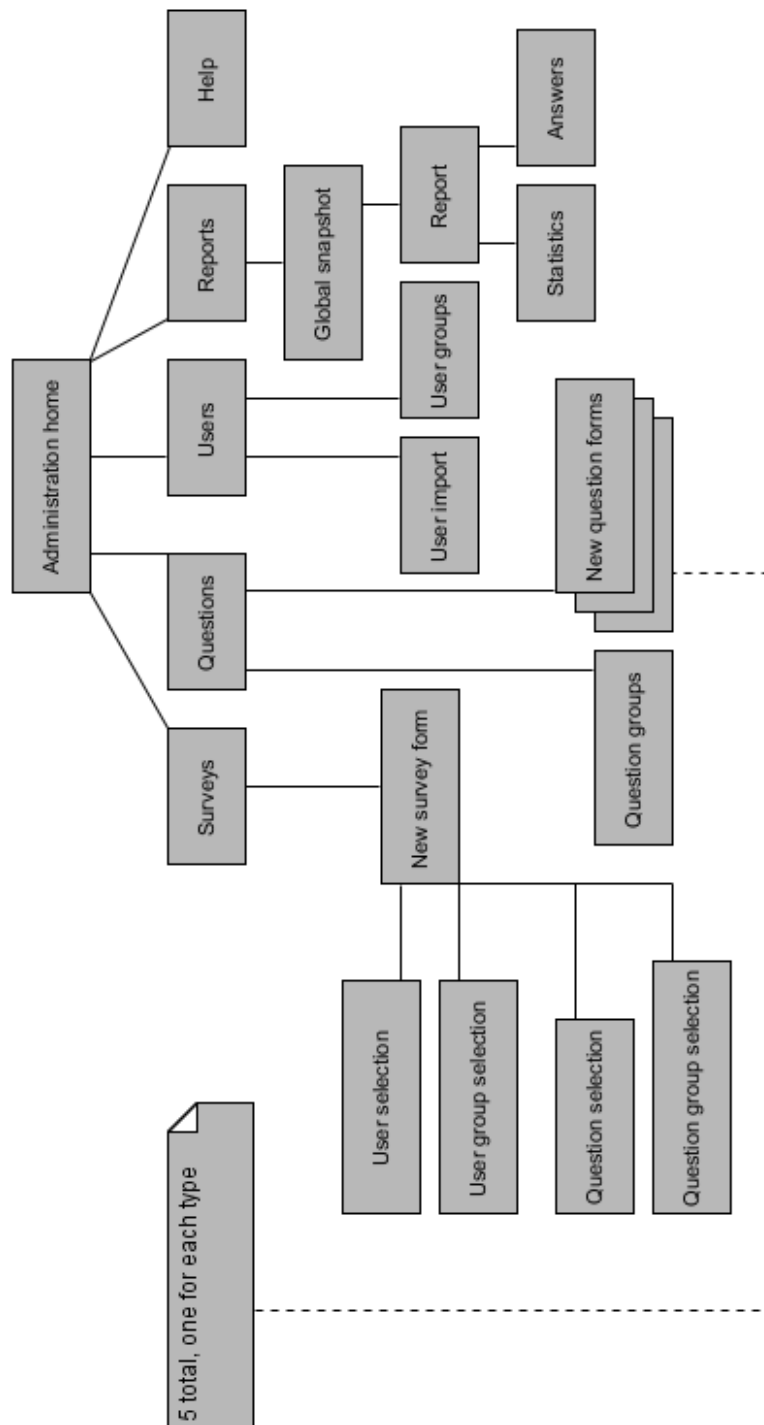 Administration home
Surveys
Questions
Users
Reports
Help
New survey form
User selection
User group selection
Question selection
Question group selection
Question groups
New question forms
User import
User groups
Global snapshot
Report
Statistics
Answers
5 total, one for each type